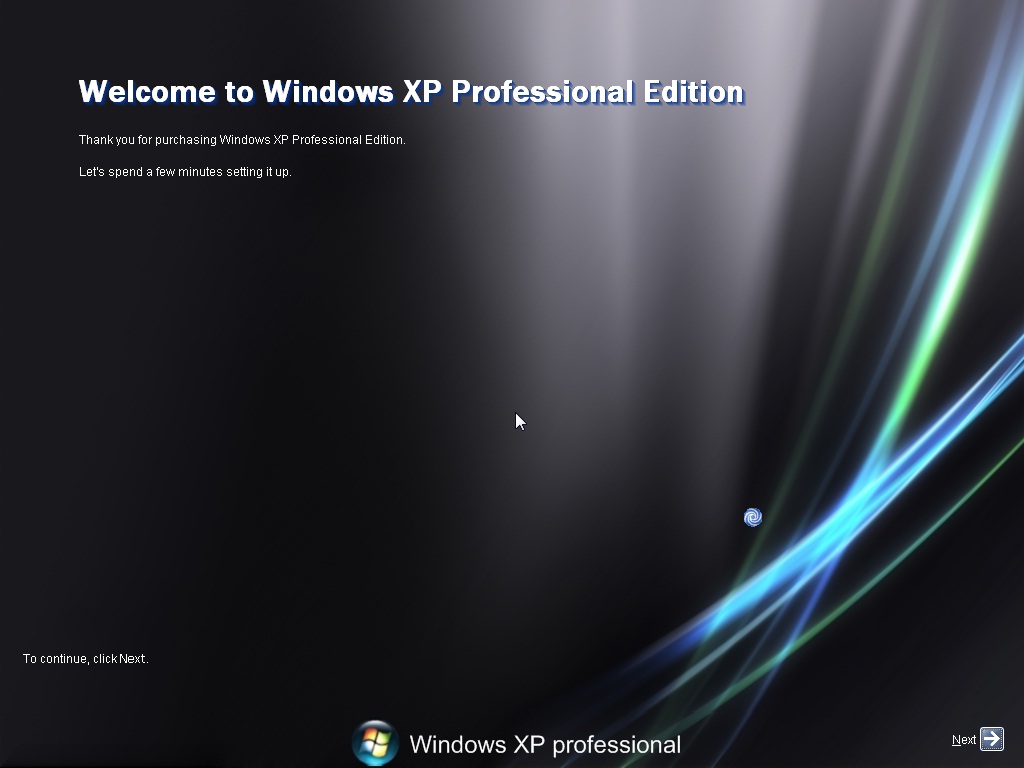 Welcome to Windows XP Professional Edition
Thank you for purchasing Windows XP Professional Edition.
Let's spend a few minutes setting it up.
To continue, click Next.
Windows XP professional
Next